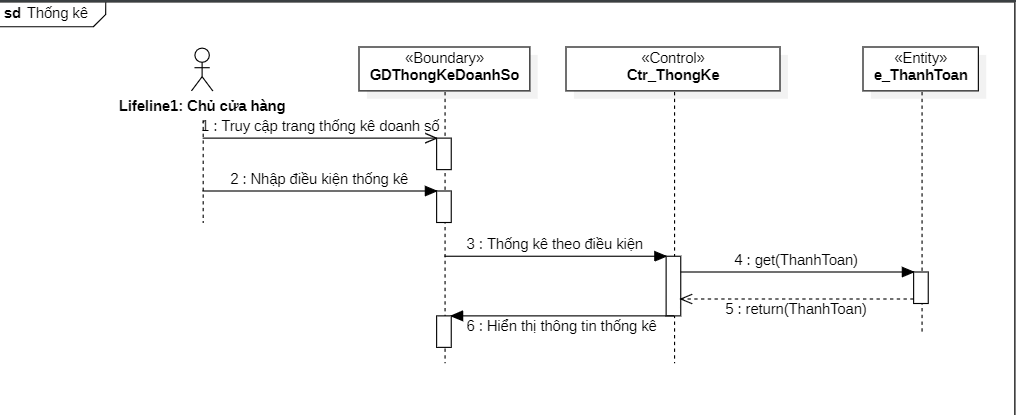 sd Thống kê
«Boundary»
GDThongKeDoanhSo
«Control»
Ctr_ThongKe
«Entity»
e_ThanhToan
Lifeline1: Chủ cửa hàng
1 : Truy cập trang thống kê doanh số
2 : Nhập điều kiện thống kê
3 : Thống kê theo điều kiện
4 : get(ThanhToan)
5 : return(ThanhToan)
6 : Hiển thị thông tin thống kê